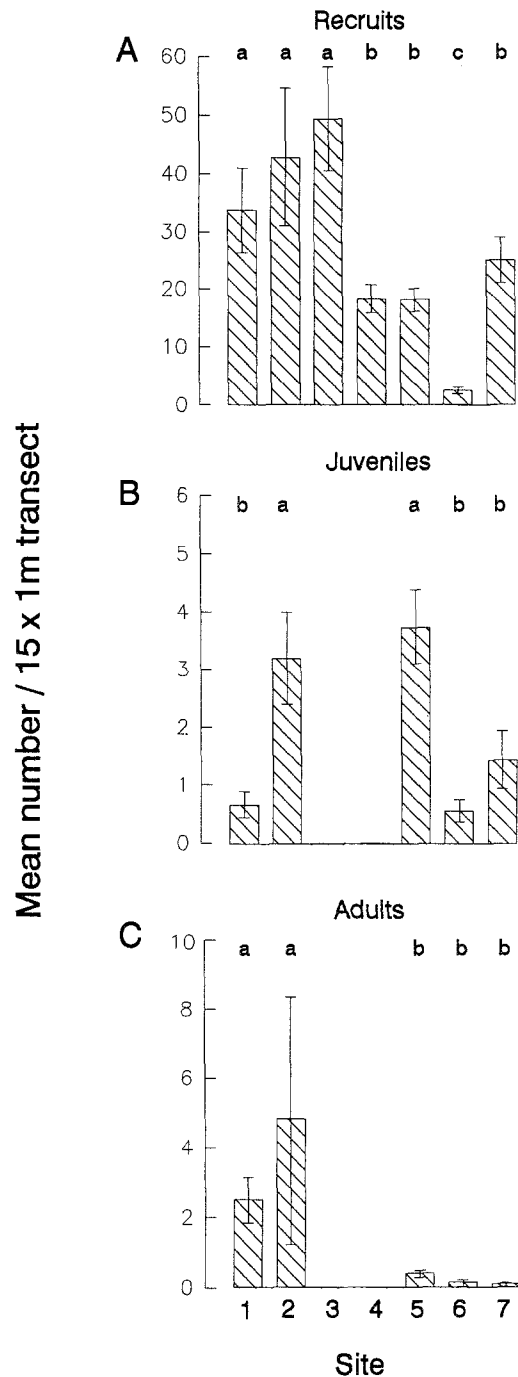 Recruits
A
a a a b b c b
60
50
40
30
20
10
0
Mean number / 15 x 1m transect
Juveniles
B
b a a b b
6
5
4
3
2
1
0
Adults
C
a a b b b
10
8
6
4
2
0
1 2 3 4 5 6 7
Site